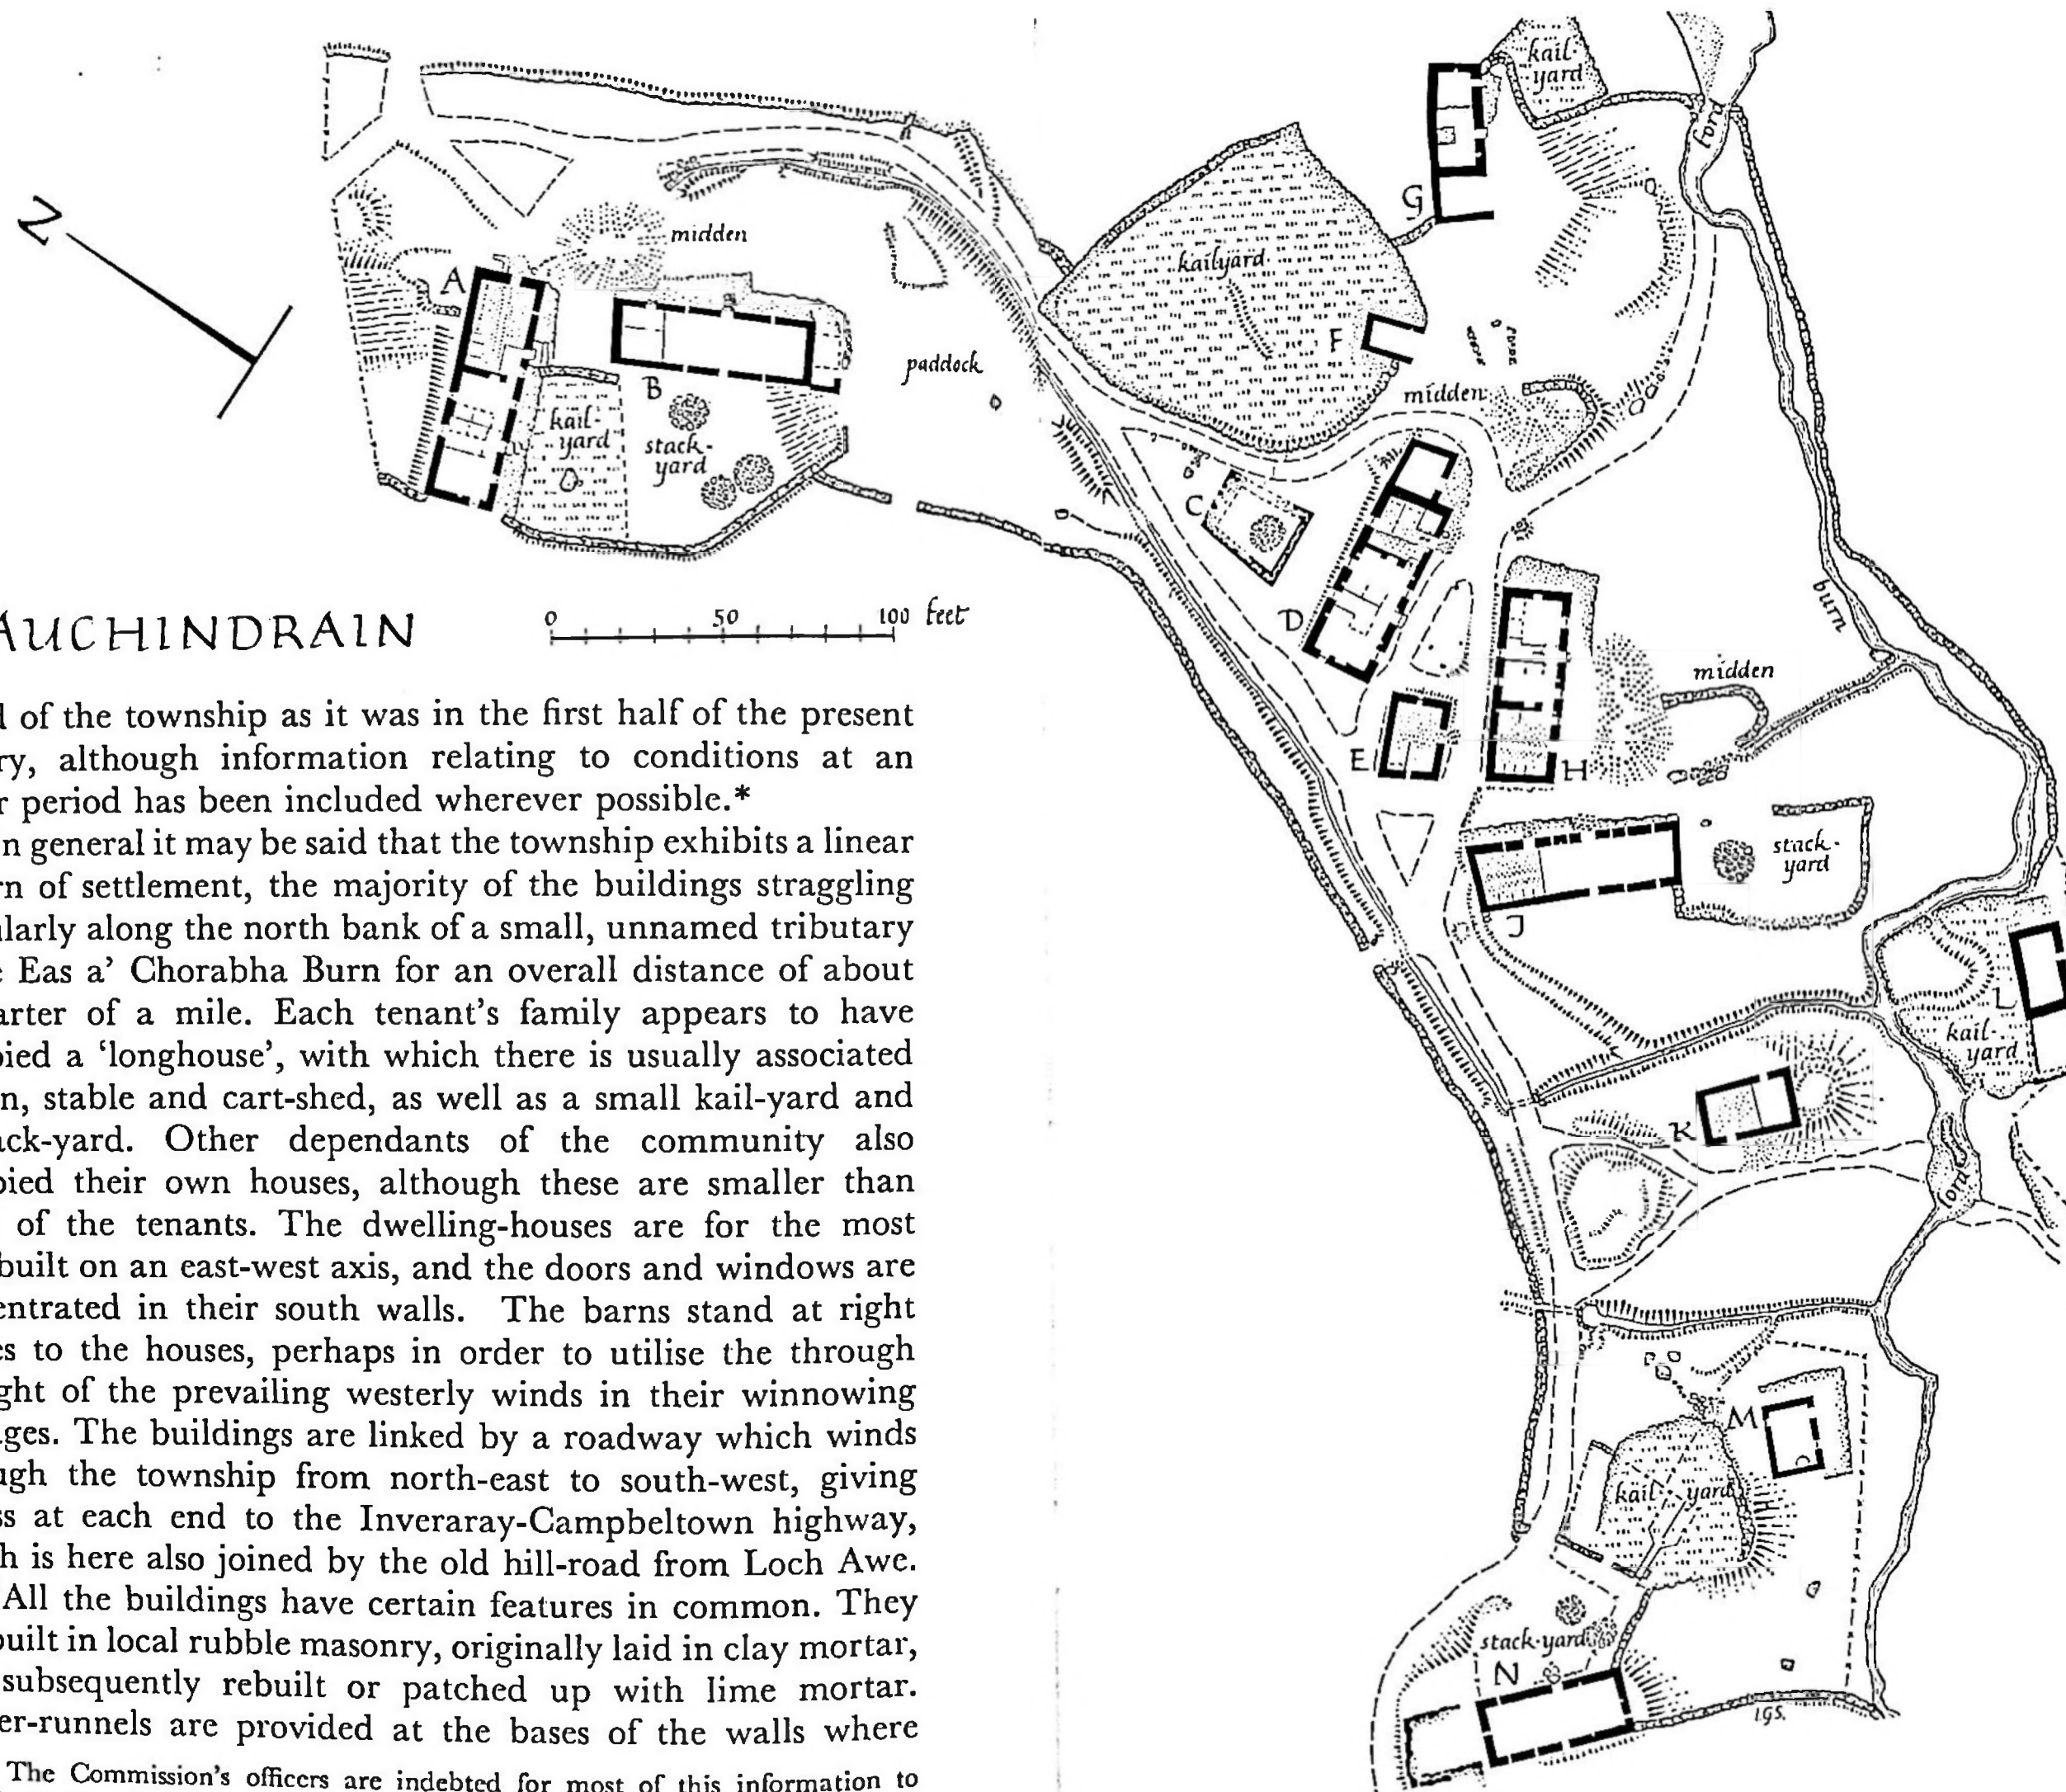 kail-
yard
ford
N
G
midden
kailyard
A
F
paddock
B
midden
kail-
yard
stack-
yard
C
D
burn
AUCHINDRAIN
0 50 100 feet
midden
E
H
l of the township as it was in the first half of the present
ry, although information relating to conditions at an
r period has been included wherever possible.*
n general it may be said that the township exhibits a linear
rn of settlement, the majority of the buildings straggling
ularly along the north bank of a small, unnamed tributary
e Eas a' Chorabha Burn for an overall distance of about
arter of a mile. Each tenant's family appears to have
pied a 'longhouse', with which there is usually associated
n, stable and cart-shed, as well as a small kail-yard and
ack-yard. Other dependants of the community also
pied their own houses, although these are smaller than
of the tenants. The dwelling-houses are for the most
built on an east-west axis, and the doors and windows are
entrated in their south walls. The barns stand at right
es to the houses, perhaps in order to utilise the through
ght of the prevailing westerly winds in their winnowing
ages. The buildings are linked by a roadway which winds
ugh the township from north-east to south-west, giving
ss at each end to the Inveraray-Campbeltown highway,
h is here also joined by the old hill-road from Loch Awe.
All the buildings have certain features in common. They
built in local rubble masonry, originally laid in clay mortar,
subsequently rebuilt or patched up with lime mortar.
er-runnels are provided at the bases of the walls where
The Commission's officers are indebted for most of this information to
stack-
yard
J
L
kail-
yard
K
ford
M
kail yard
stack-yard
N
I.G.S.